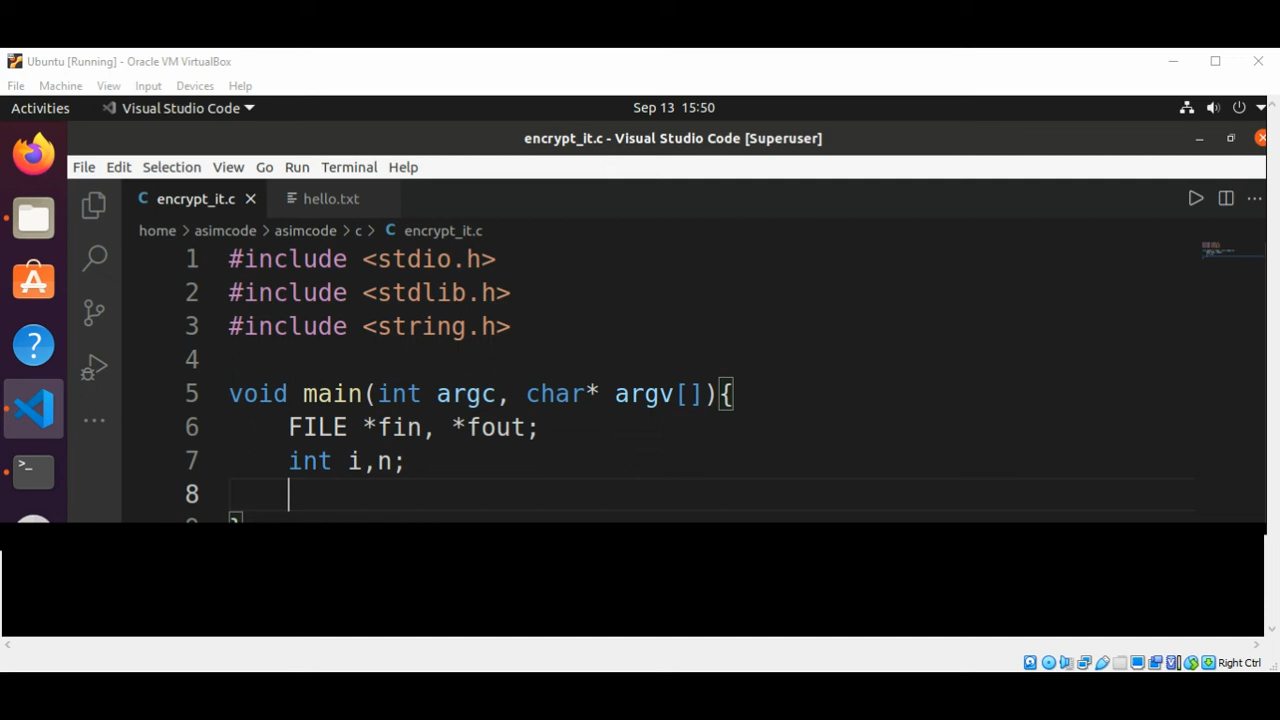 Ubuntu [Running] - Oracle VM VirtualBox
File Machine View Input Devices Help
Activities Visual Studio Code Sep 13 15:50
encrypt_it.c - Visual Studio Code [Superuser]
File Edit Selection View Go Run Terminal Help
C encrypt_it.c hello.txt
home > asimcode > asimcode > c > C encrypt_it.c
1 #include <stdio.h>
2 #include <stdlib.h>
3 #include <string.h>
4
5 void main(int argc, char* argv[]){
6 FILE *fin, *fout;
7 int i,n;
8
Right Ctrl